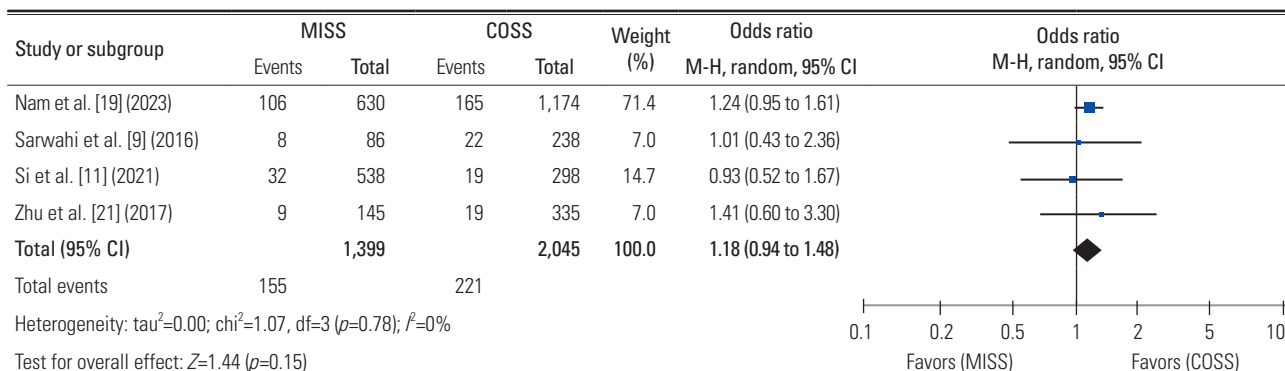 Study or subgroup MISS COSS Weight (%) Odds ratio Odds ratio
Events Total Events Total M-H, random, 95% CI M-H, random, 95% CI
Nam et al. [19] (2023) 106 630 165 1,174 71.4 1.24 (0.95 to 1.61)
Sarwahi et al. [9] (2016) 8 86 22 238 7.0 1.01 (0.43 to 2.36)
Si et al. [11] (2021) 32 538 19 298 14.7 0.93 (0.52 to 1.67)
Zhu et al. [21] (2017) 9 145 19 335 7.0 1.41 (0.60 to 3.30)
Total (95% CI) 1,399 2,045 100.0 1.18 (0.94 to 1.48)
Total events 155 221
Heterogeneity: tau²=0.00; chi²=1.07, df=3 (p=0.78); I²=0%
Test for overall effect: Z=1.44 (p=0.15)
0.1 0.2 0.5 1 2 5 10
Favors (MISS) Favors (COSS)